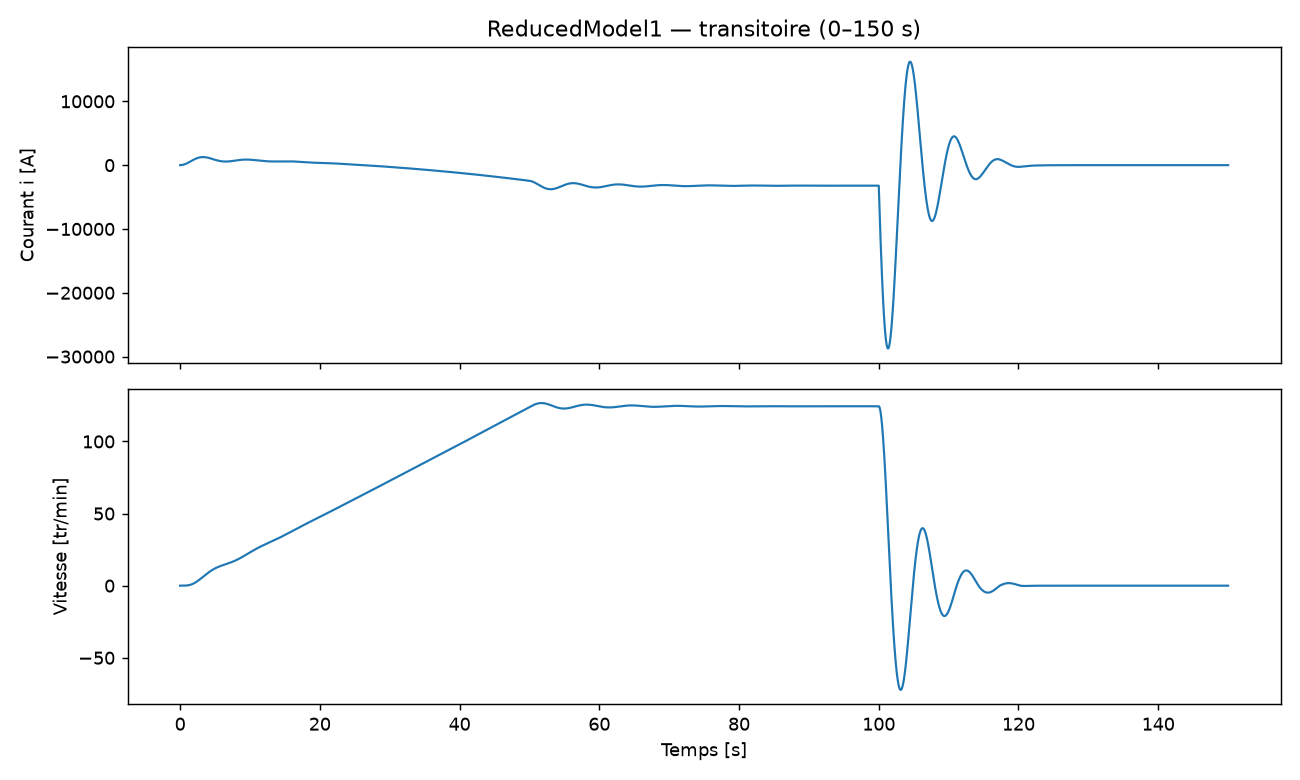 ReducedModel1 — transitoire (0–150 s)
Courant i [A]
10000
0
−10000
−20000
−30000
Vitesse [tr/min]
100
50
0
−50
0 20 40 60 80 100 120 140
Temps [s]